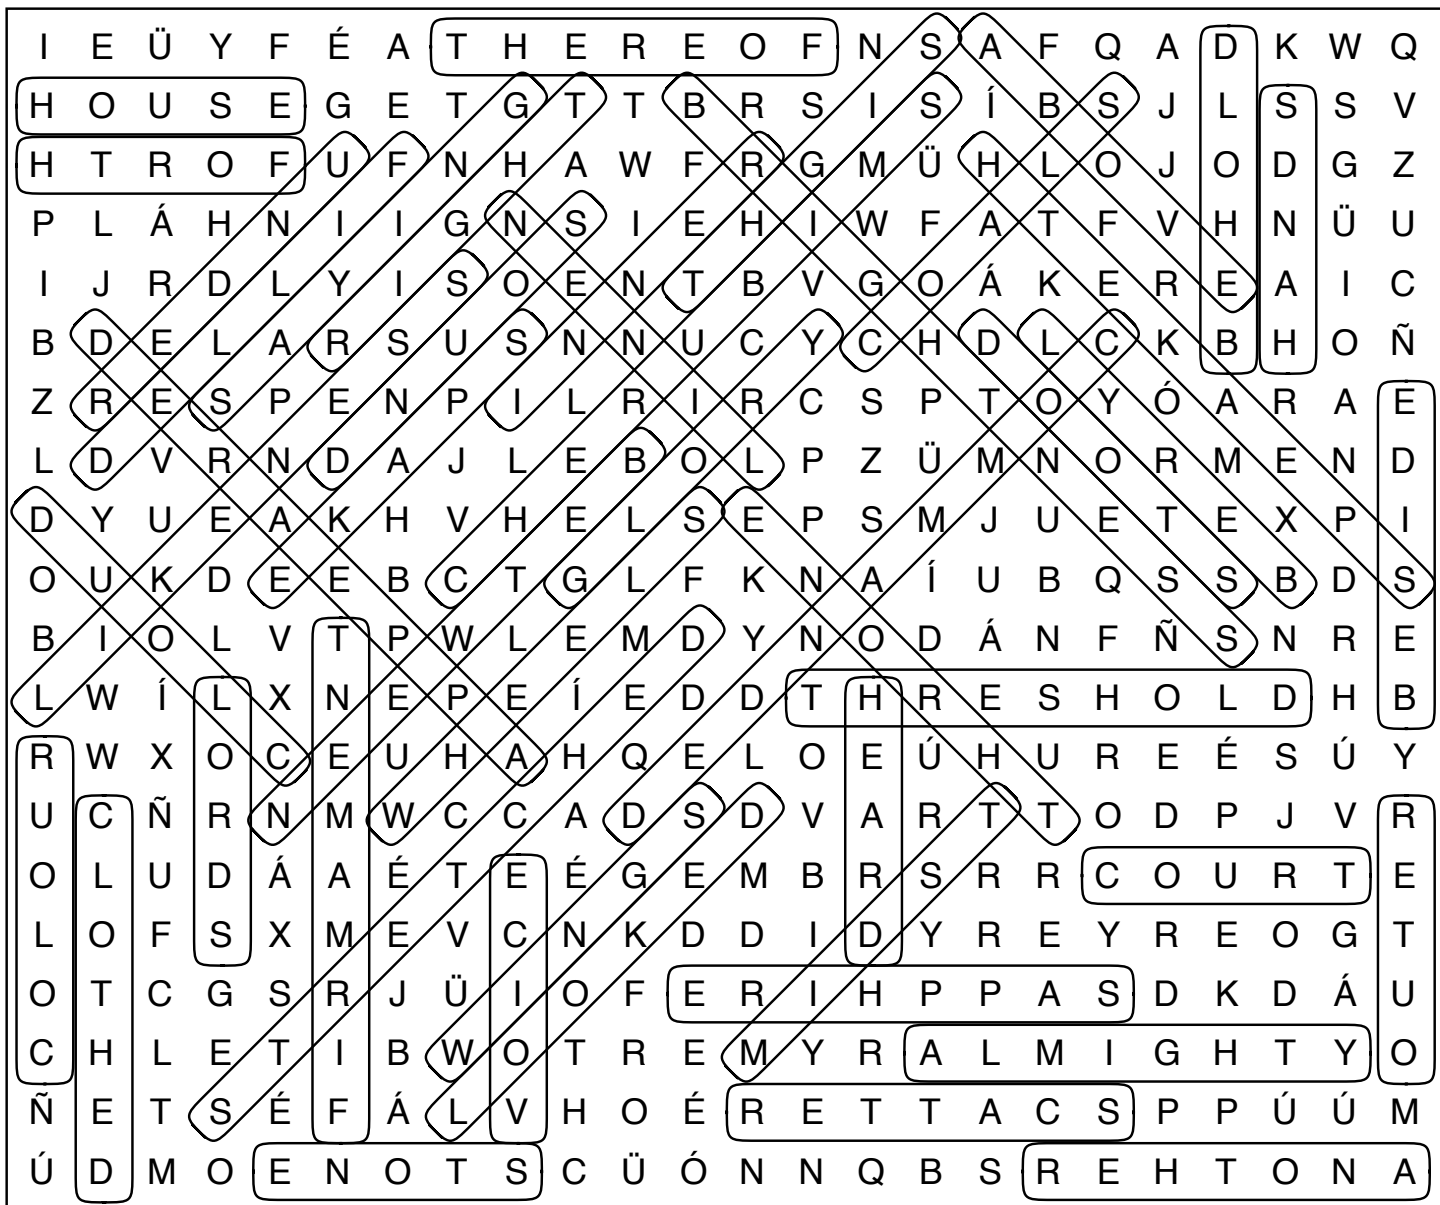 I E Ü Y F É A T H E R E O F N S A F Q A D K W Q
H O U S E G E T G T T B R S I S Í B S J L S S V
H T R O F U F N H A W F R G M Ü H L O J O D G Z
P L Á H N I I G N S I E H I W F A T F V H N Ü U
I J R D L Y I S O E N T B V G O Á K E R E A I C
B D E L A R S U S N N U C Y C H D L C K B H O Ñ
Z R E S P E N P I L R I R C S P T O Y Ó A R A E
L D V R N D A J L E B O L P Z Ü M N O R M E N D
D Y U E A K H V H E L S E P S M J U E T E X P I
O U K D E E B C T G L F K N A Í U B Q S S B D S
B I O L V T P W L E M D Y N O D Á N F Ñ S N R E
L W Í L X N E P E Í E D D T H R E S H O L D H B
R W X O C E U H A H Q E L O E Ú H U R E É S Ú Y
U C Ñ R N M W C C A D S D V A R T T O D P J V R
O L U D Á A É T E É G E M B R S R R C O U R T E
L O F S X M E V C N K D D I D Y R E Y R E O G T
O T C G S R J Ü I O F E R I H P P A S D K D Á U
C H L E T I B W O T R E M Y R A L M I G H T Y O
Ñ E T S É F Á L V H O É R E T T A C S P P Ú Ú M
Ú D M O E N O T S C Ü Ó N N Q B S R E H T O N A